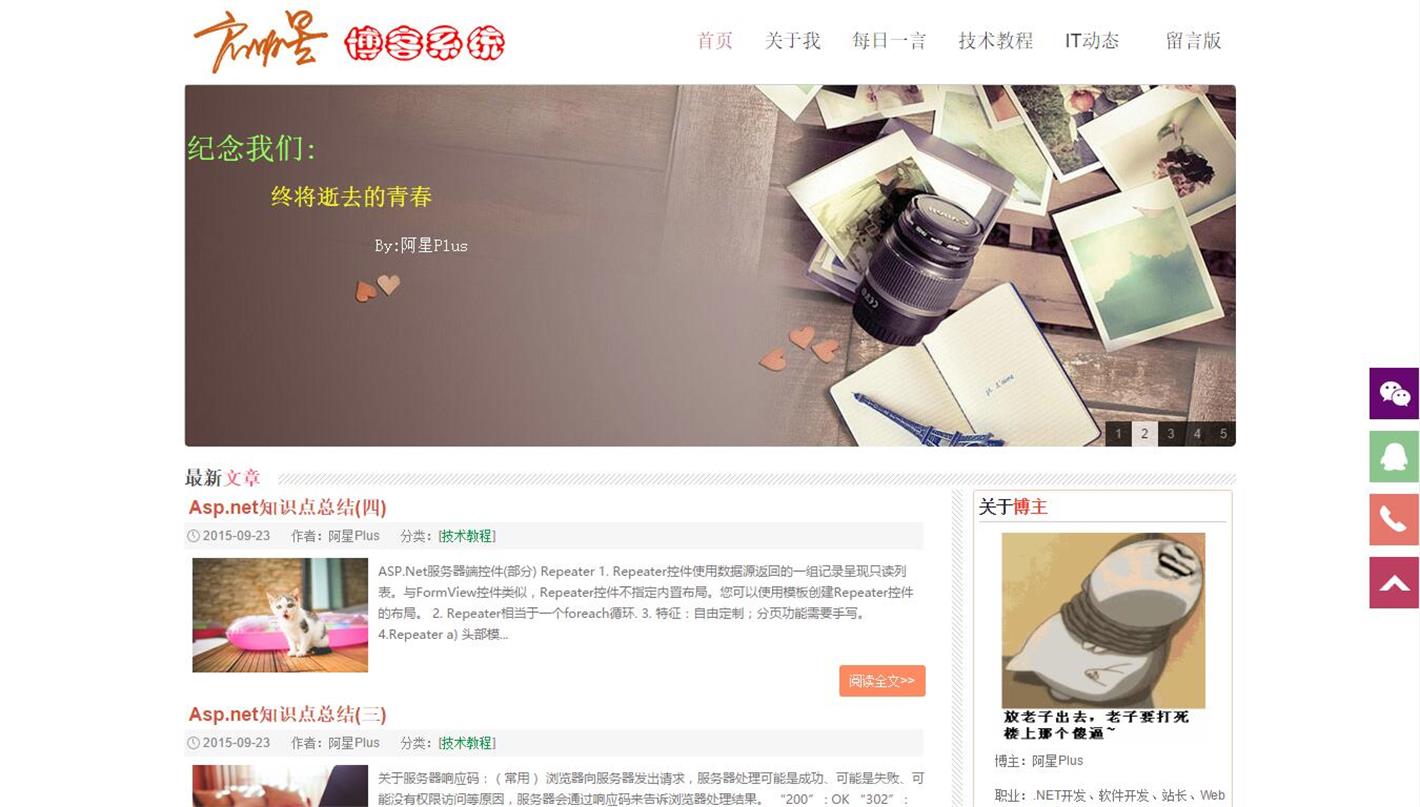 博客系统
首页 关于我 每日一言 技术教程 IT动态 留言版
纪念我们:
终将逝去的青春
By:阿星Plus
CANON
1 2 3 4 5
最新文章
Asp.net知识点总结(四)
2015-09-23 作者：阿星Plus 分类：[技术教程]
ASP.Net服务器端控件(部分) Repeater 1. Repeater控件使用数据源返回的一组记录呈现只读列
表。与FormView控件类似，Repeater控件不指定内置布局。您可以使用模板创建Repeater控件
的布局。 2. Repeater相当于一个foreach循环. 3. 特征：自由定制；分页功能需要手写。
4.Repeater a) 头部模...
阅读全文>>
Asp.net知识点总结(三)
2015-09-23 作者：阿星Plus 分类：[技术教程]
关于服务器响应码：（ 常用 ） 浏览器向服务器发出请求，服务器处理可能是成功、可能是失败、可
能没有权限访问等原因，服务器会通过响应码来告诉浏览器处理结果。 “200” ：OK “302” ：
关于博主
放老子出去，老子要打死
楼上那个傻逼~
博主：阿星Plus
职业：.NET开发、软件开发、站长、Web